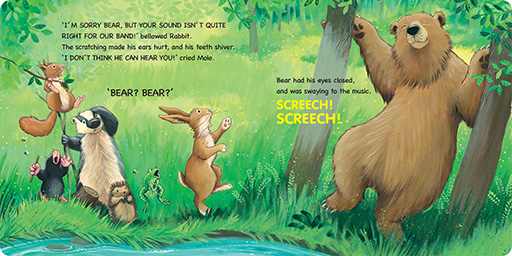 'I'M SORRY BEAR, BUT YOUR SOUND ISN'T QUITE
RIGHT FOR OUR BAND!' bellowed Rabbit.
The scratching made his ears hurt, and his teeth shiver.
'I DON'T THINK HE CAN HEAR YOU!' cried Mole.
'BEAR? BEAR?'
Bear had his eyes closed,
and was swaying to the music.
SCREECH!
SCREECH!